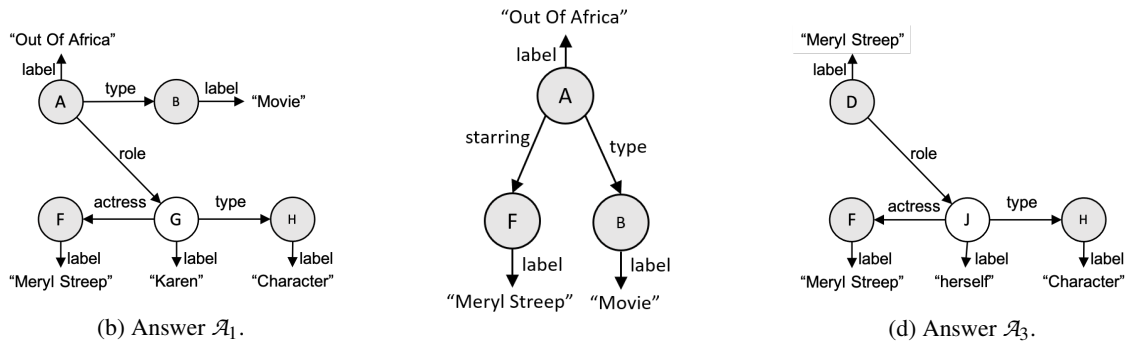 “Out Of Africa”
label
A
type
B
label
“Movie”
role
F
actress
G
type
H
label
label
label
“Meryl Streep”
“Karen”
“Character”
(b) Answer 𝒜1.
“Out Of Africa”
label
A
starring
type
F
B
label
label
“Meryl Streep”
“Movie”
“Meryl Streep”
label
D
role
F
actress
J
type
H
label
label
label
“Meryl Streep”
“herself”
“Character”
(d) Answer 𝒜3.